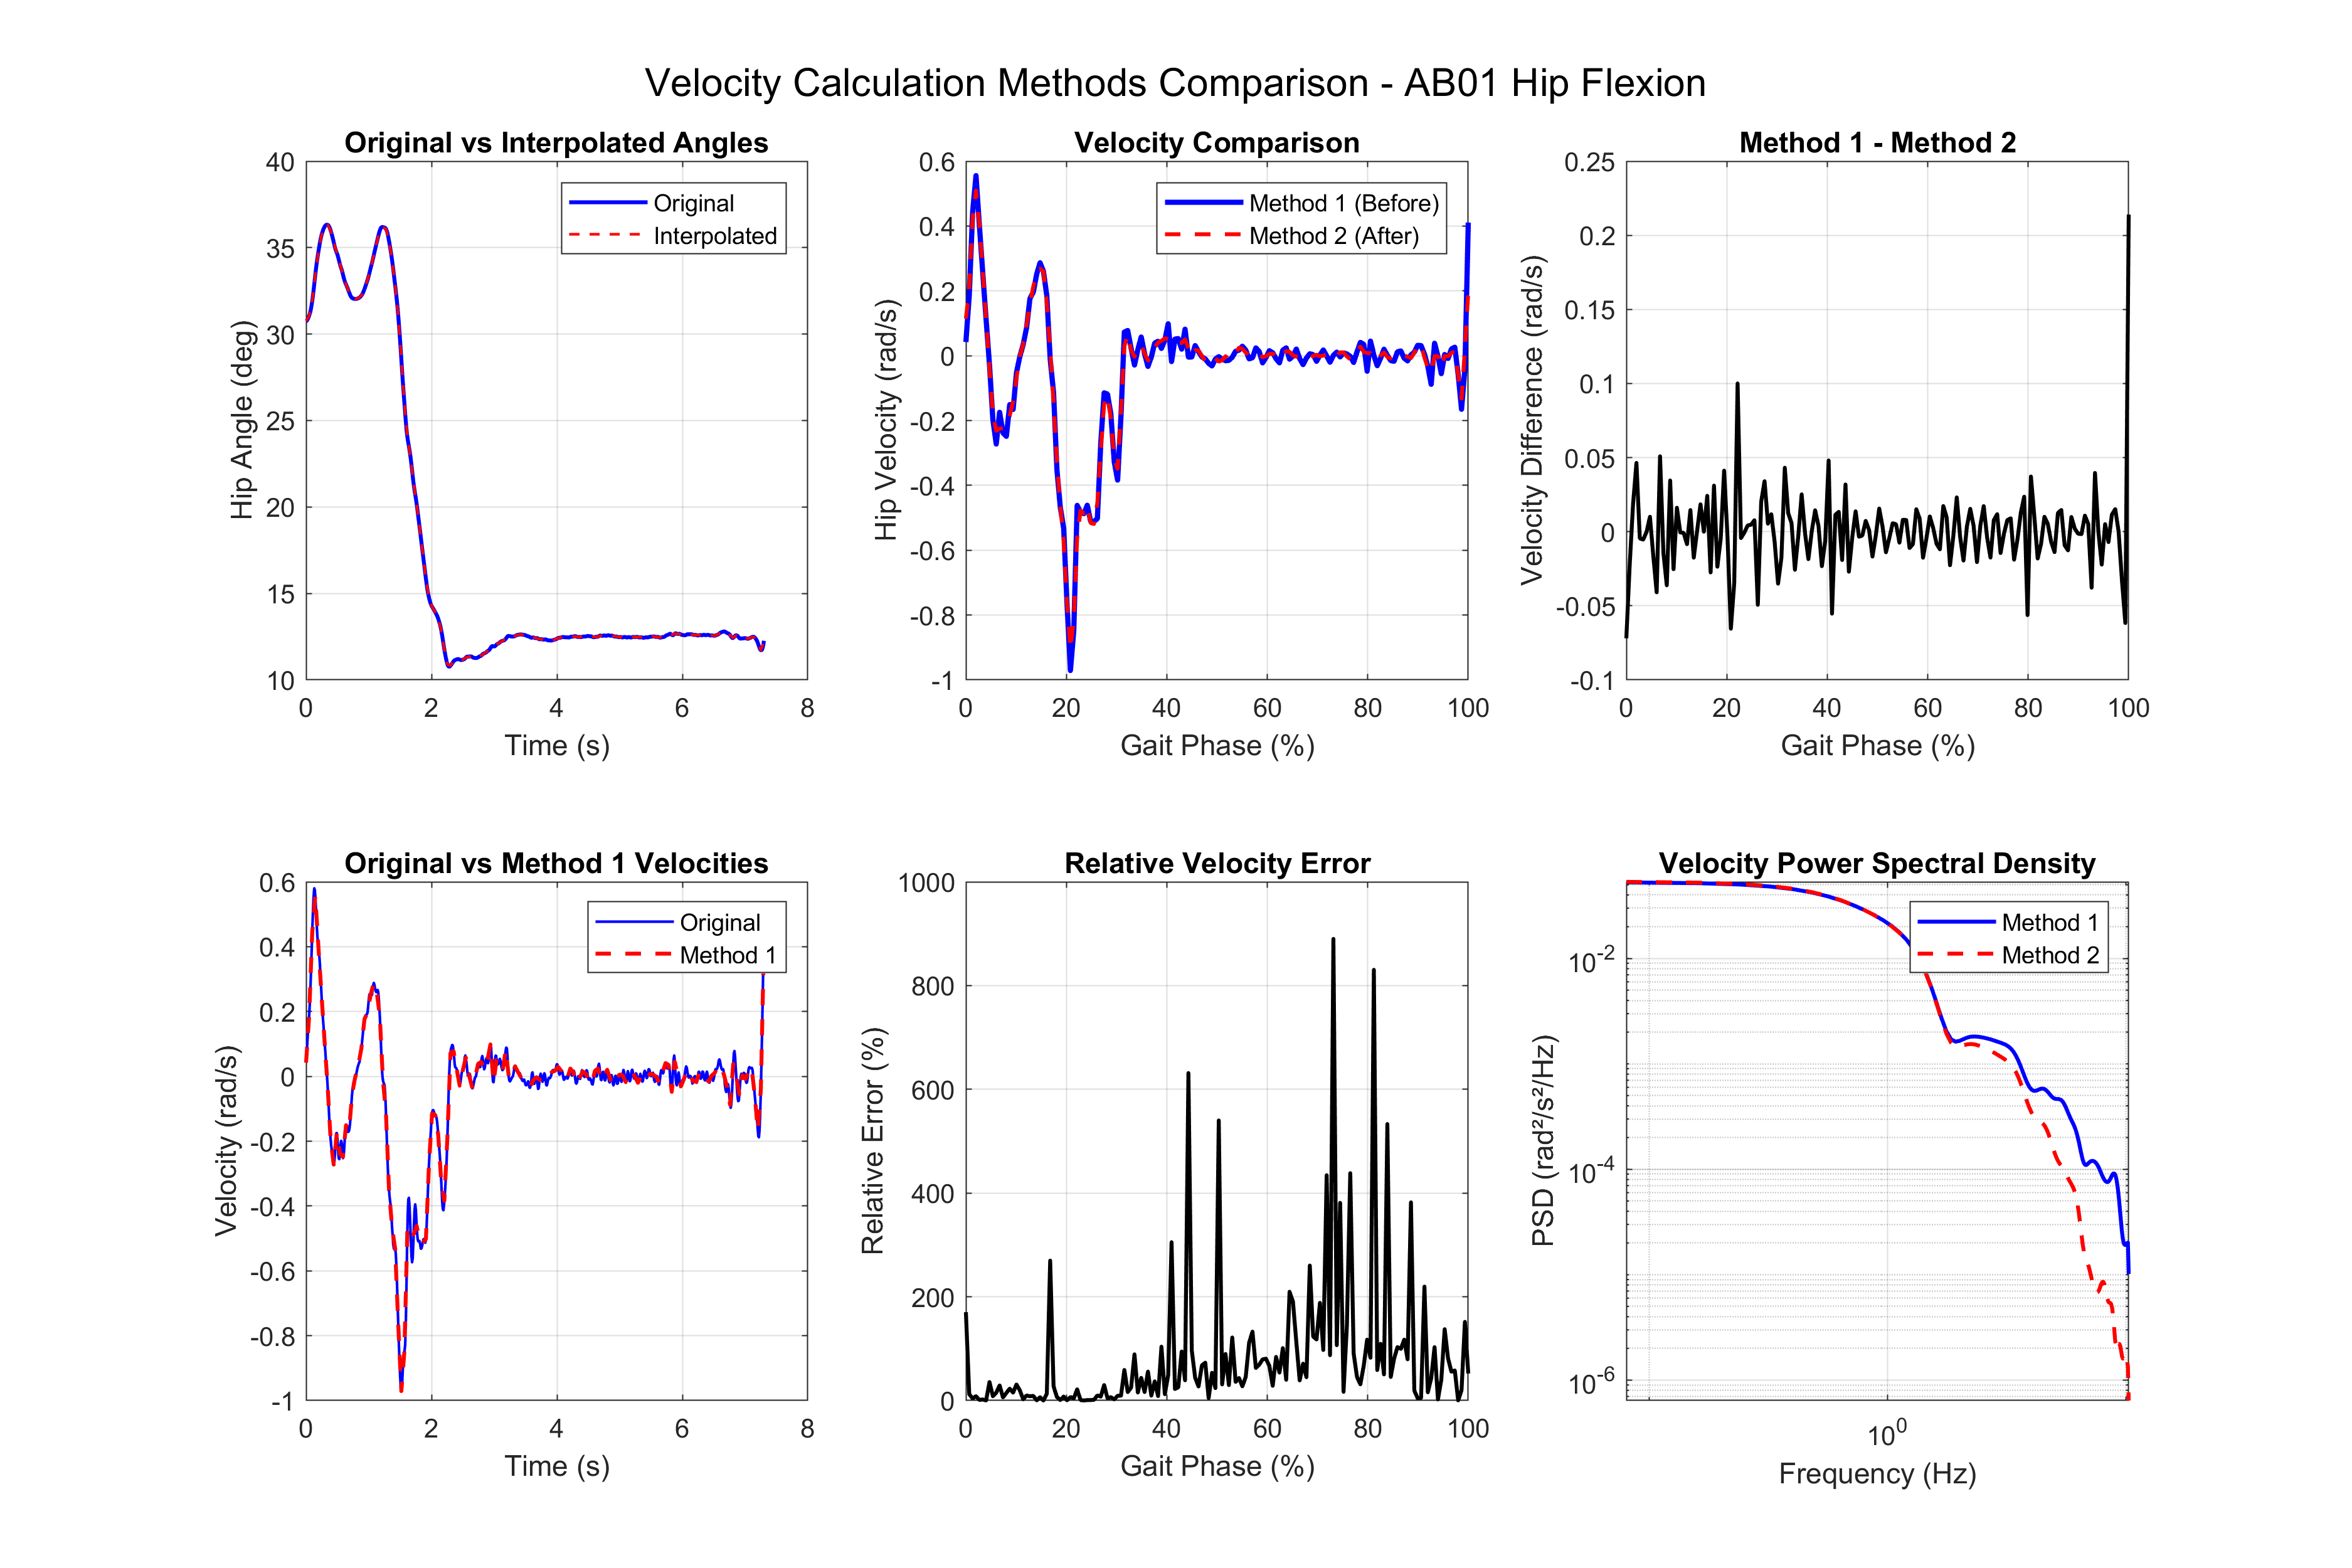 Velocity Calculation Methods Comparison - AB01 Hip Flexion
Original vs Interpolated Angles
40
35
30
25
20
15
10
0 2 4 6 8
Hip Angle (deg)
Time (s)
Original
Interpolated
Velocity Comparison
0.6
0.4
0.2
0
-0.2
-0.4
-0.6
-0.8
-1
0 20 40 60 80 100
Hip Velocity (rad/s)
Gait Phase (%)
Method 1 (Before)
Method 2 (After)
Method 1 - Method 2
0.25
0.2
0.15
0.1
0.05
0
-0.05
-0.1
0 20 40 60 80 100
Velocity Difference (rad/s)
Gait Phase (%)
Original vs Method 1 Velocities
0.6
0.4
0.2
0
-0.2
-0.4
-0.6
-0.8
-1
0 2 4 6 8
Velocity (rad/s)
Time (s)
Original
Method 1
Relative Velocity Error
1000
800
600
400
200
0
0 20 40 60 80 100
Relative Error (%)
Gait Phase (%)
Velocity Power Spectral Density
10⁻²
10⁻⁴
10⁻⁶
10⁰
PSD (rad²/s²/Hz)
Frequency (Hz)
Method 1
Method 2